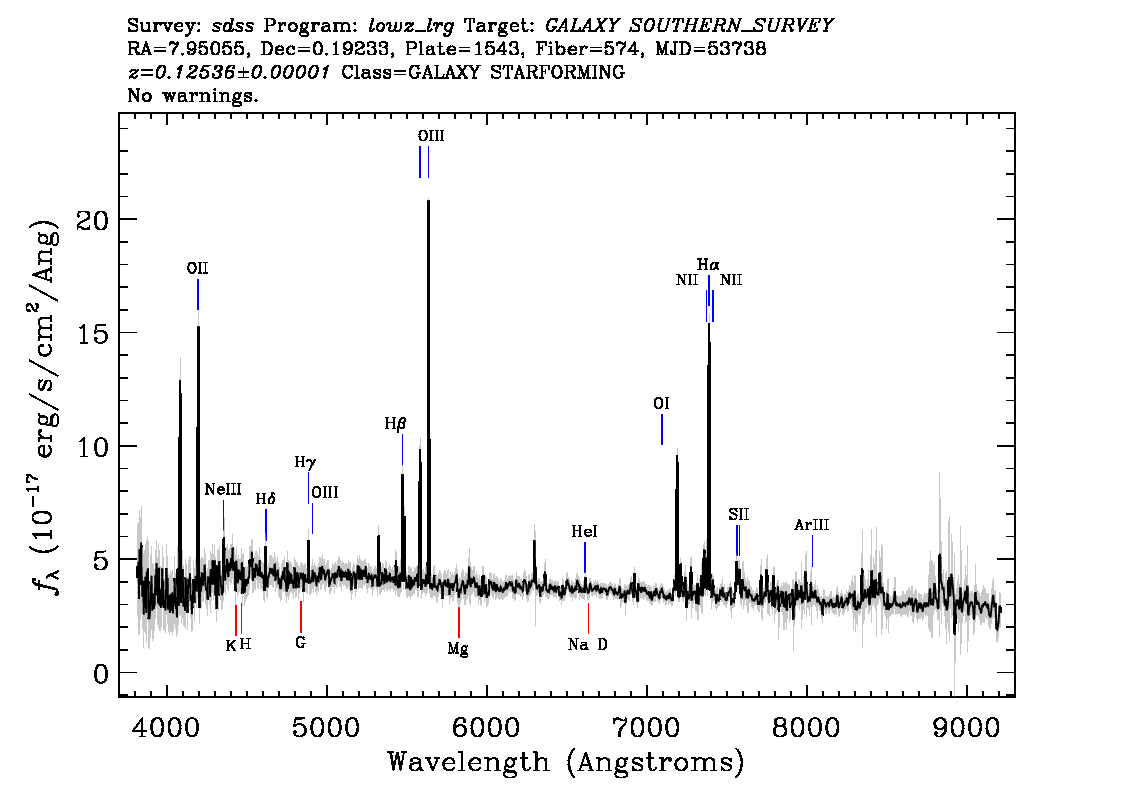 Survey: sdss Program: lowz_lrg Target: GALAXY SOUTHERN_SURVEY
RA=7.95055, Dec=0.19233, Plate=1543, Fiber=574, MJD=53738
z=0.12536±0.00001 Class=GALAXY STARFORMING
No warnings.
OIII
OII
Hα
NII NII
OI
Hβ
Hγ
NeIII Hδ OIII
SII
ArIII
HeI
K H G Mg Na D
20
15
10
5
0
fλ (10⁻¹⁷ erg/s/cm²/Ang)
4000 5000 6000 7000 8000 9000
Wavelength (Angstroms)